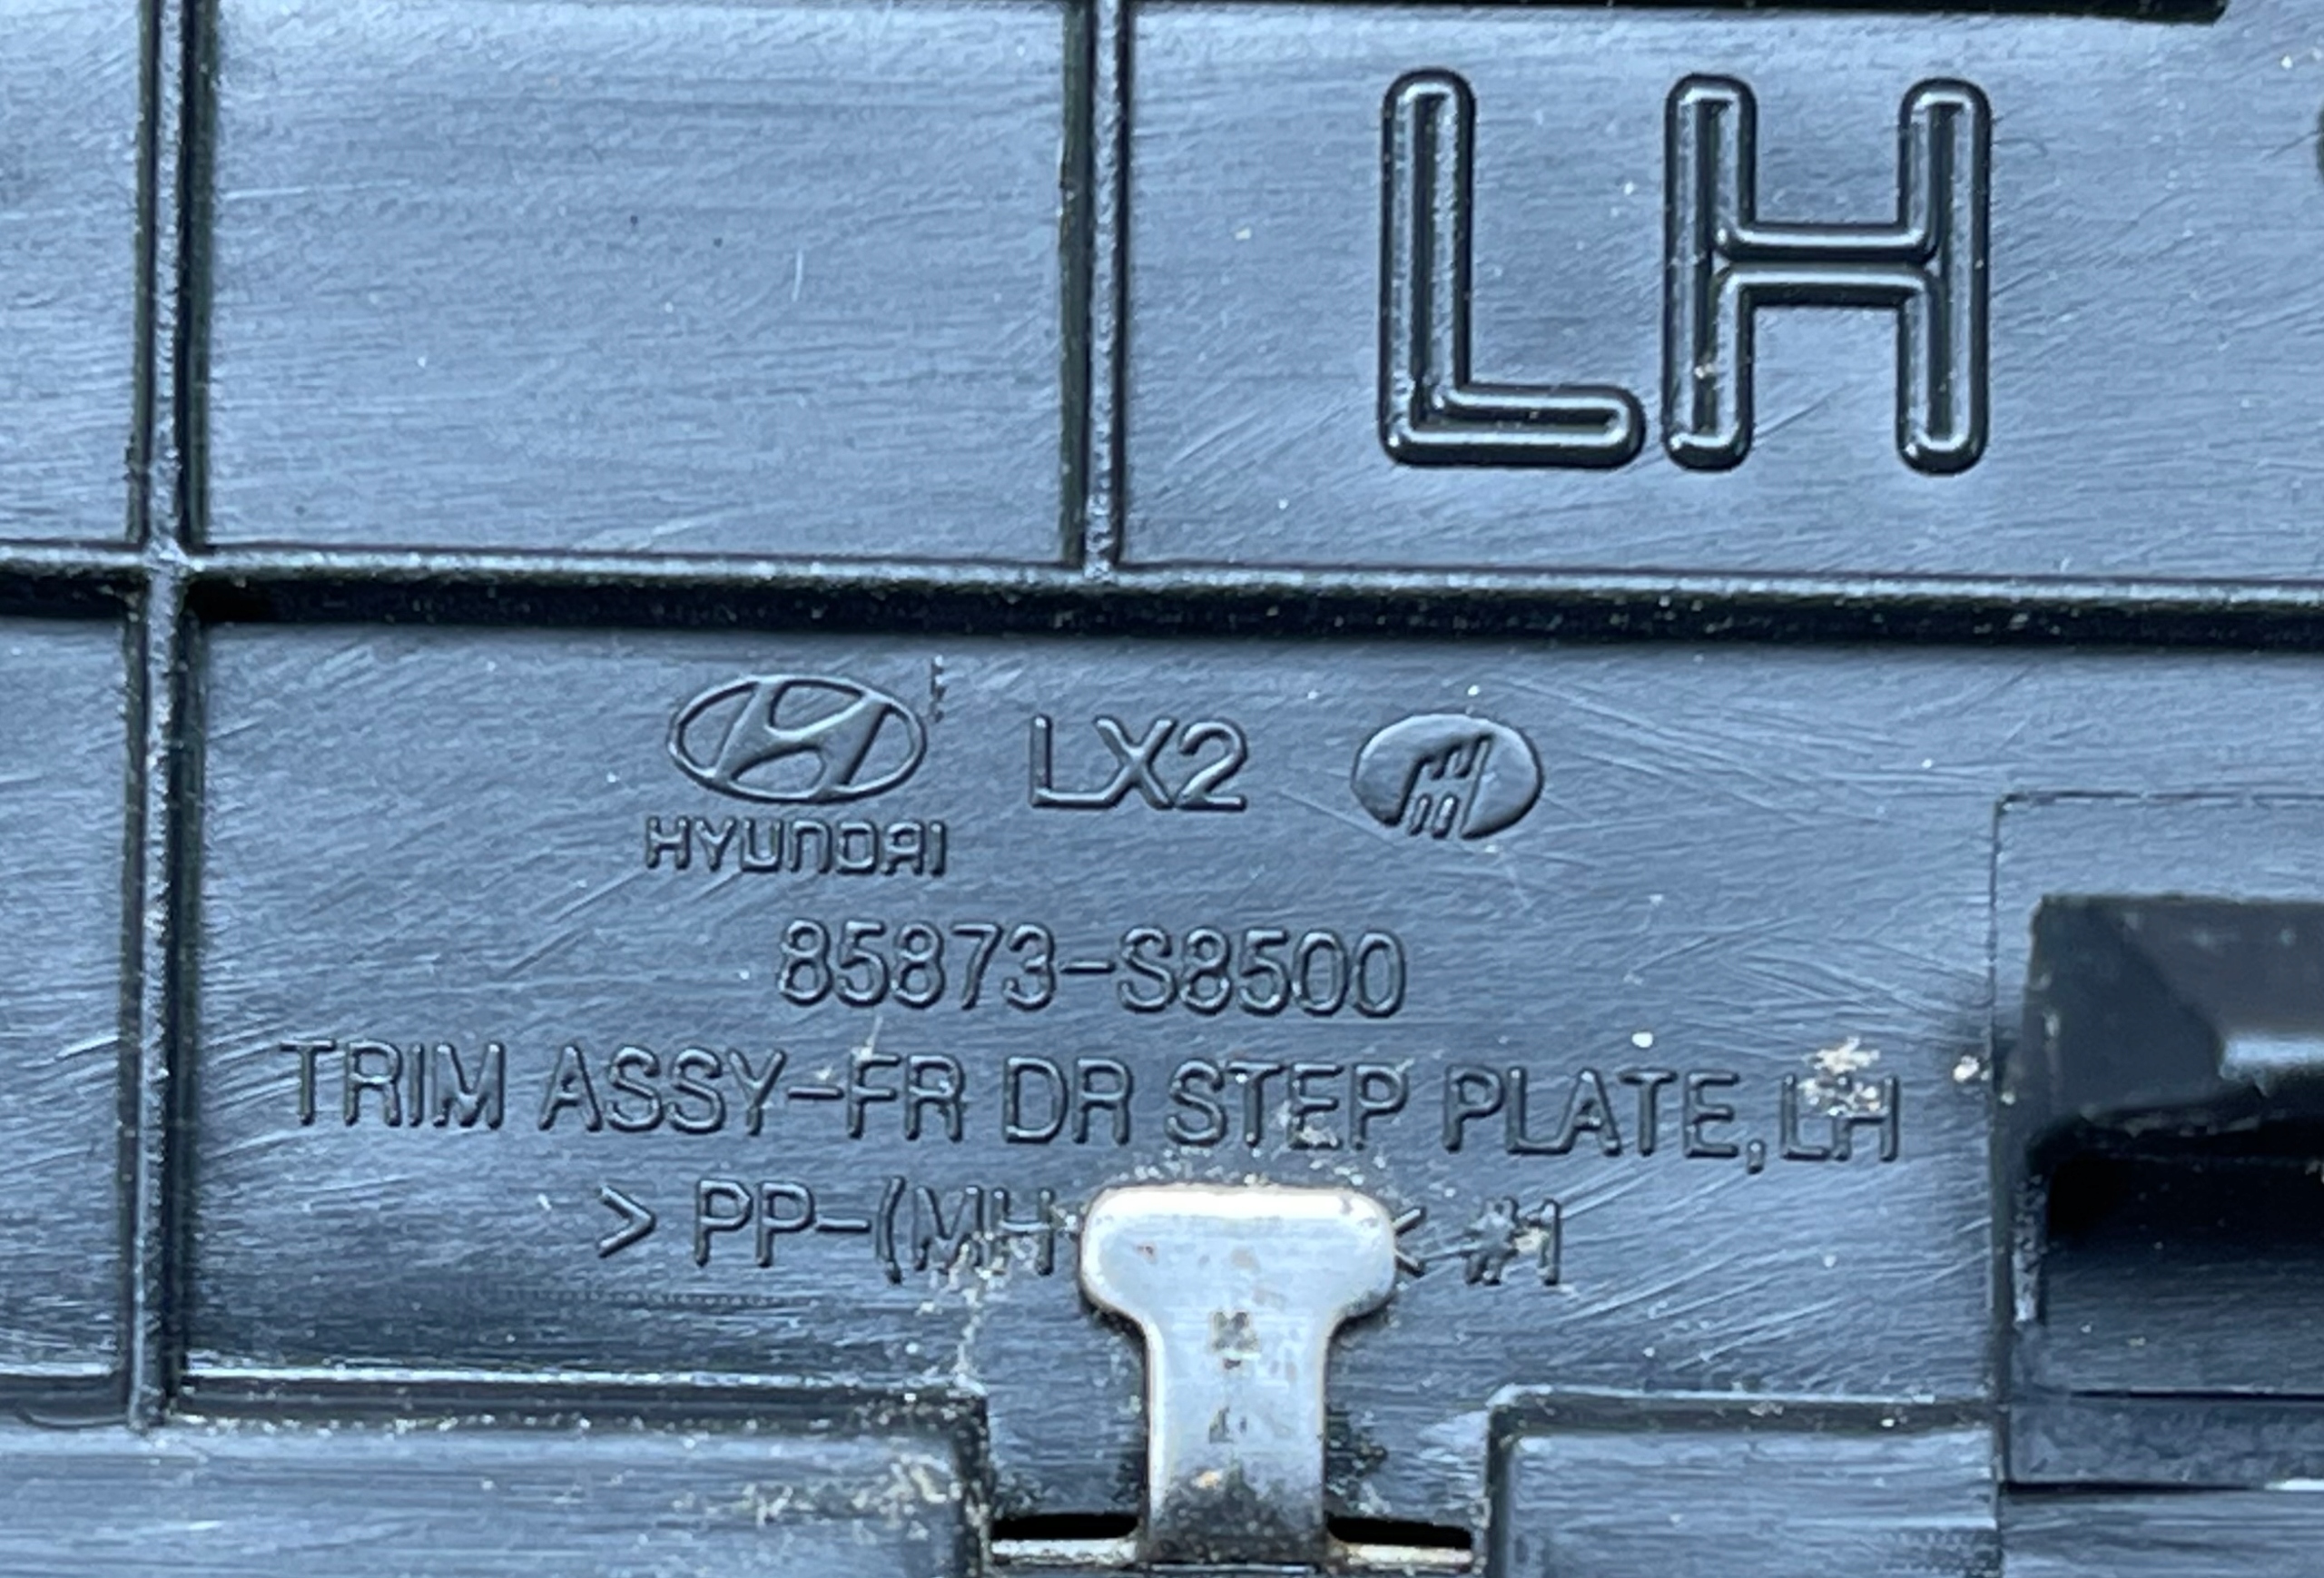 LH
LX2
HYUNDAI
85873-S8500
TRIM ASSY-FR DR STEP PLATE,LH
> PP-(MH < #1